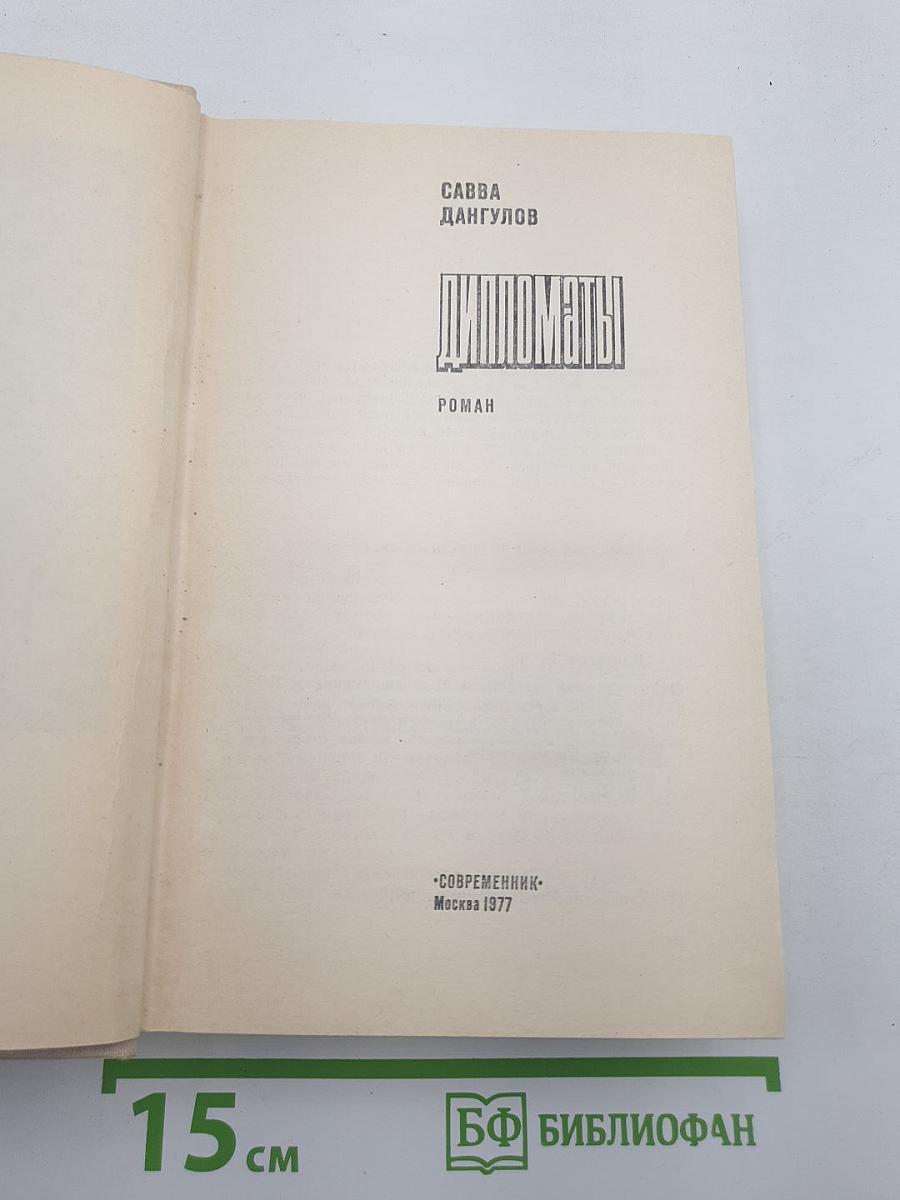 САВВА
ДАНГУЛОВ
ДИПЛОМаТЫ
РОМАН
•СОВРЕМЕННИК•
Москва 1977
15 см
БФ БИБЛИОФАН